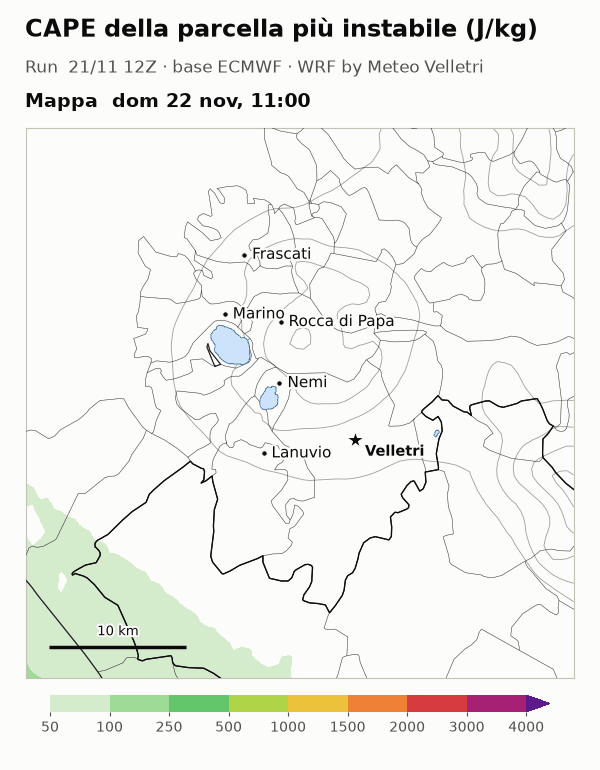 CAPE della parcella più instabile (J/kg)
Run  21/11 12Z · base ECMWF · WRF by Meteo Velletri
Mappa  dom 22 nov, 11:00
Frascati
Marino
Rocca di Papa
Nemi
Velletri
Lanuvio
10 km
50 100 250 500 1000 1500 2000 3000 4000